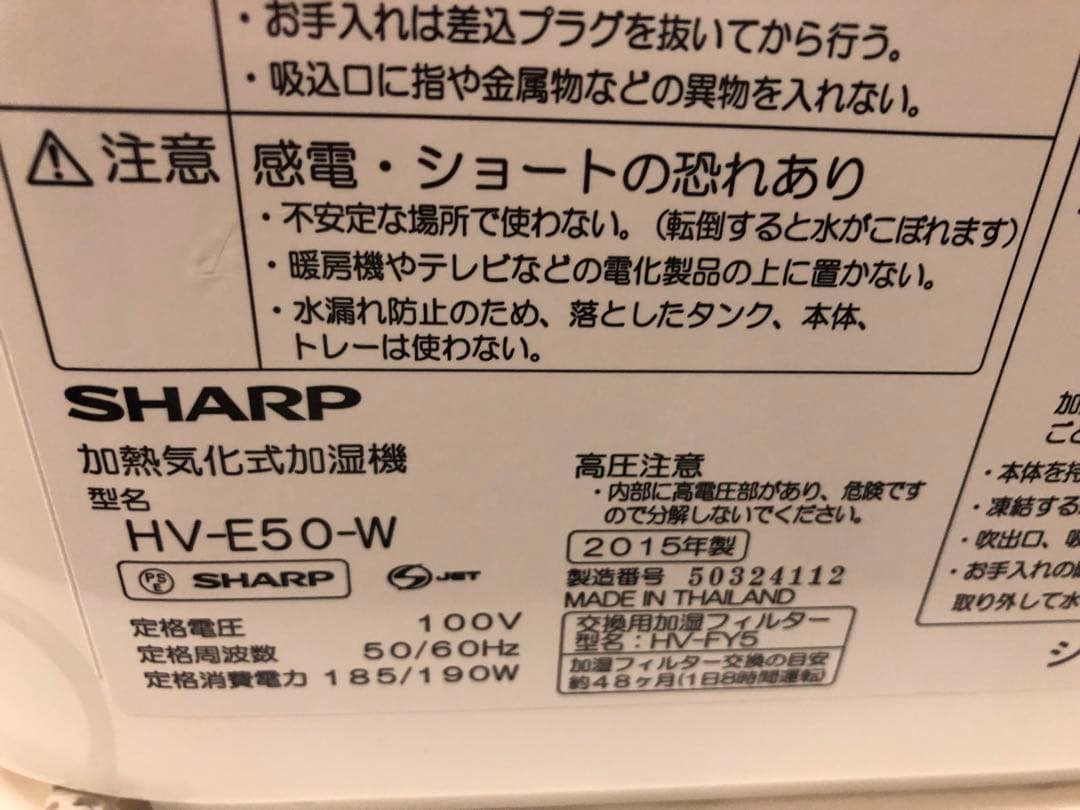 ・お手入れは差込プラグを抜いてから行う。
・吸込口に指や金属物などの異物を入れない。
注意
感電・ショートの恐れあり
・不安定な場所で使わない。(転倒すると水がこぼれます)
・暖房機やテレビなどの電化製品の上に置かない。
・水漏れ防止のため、落としたタンク、本体、
トレーは使わない。
SHARP
加熱気化式加湿機
型名
HV-E50-W
PSE SHARP
JET
定格電圧 100V
定格周波数 50/60Hz
定格消費電力 185/190W
高圧注意
・内部に高電圧部があり、危険です
ので分解しないでください。
2015年製
製造番号 50324112
MADE IN THAILAND
交換用加湿フィルター
型名:HV-FY5
加湿フィルター交換の目安
約48ヶ月(1日8時間運転)
加
こと
・本体を持
・凍結する
・吹出口、吸
・お手入れの
取り外して水
シ